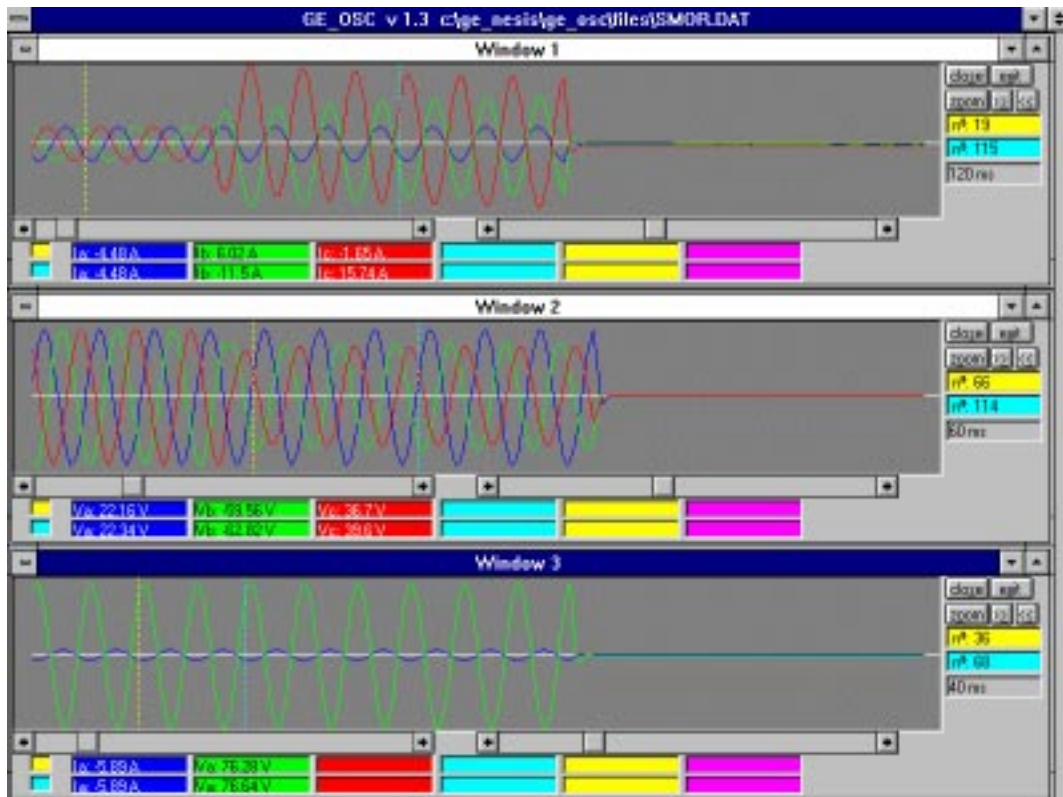 GE_OSC v 1.3 c:\ge_nesis\ge_osc\files\SMOR.DAT
Window 1
close exit
zoom >> <<
nº: 19
nº: 115
120 ms
Ia: -4.48 A Ib: 6.02 A Ic: -1.65 A
Ia: -4.48 A Ib: -11.5 A Ic: 15.74 A
Window 2
close exit
zoom >> <<
nº: 66
nº: 114
60 ms
Va: 22.16 V Vb: V Vc: 36.7 V
Va: 22.34 V Vb: -62.82 V Vc: 39.6 V
Window 3
close exit
zoom >> <<
nº: 36
nº: 68
40 ms
Ia: -5.89 A Va: 76.28 V
Ia: -5.89 A Va: 76.64 V